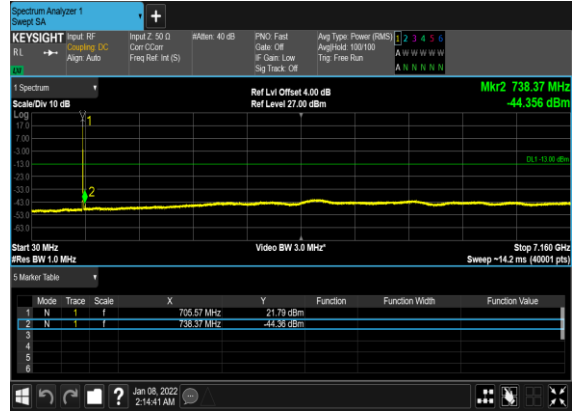 Spectrum Analyzer 1
Swept SA
KEYSIGHT Input: RF Input Z: 50 Ω #Atten: 40 dB PNO: Fast Avg Type: Power (RMS) 1 2 3 4 5 6
RL Coupling: DC Corr CCorr Gate: Off Avg|Hold: 100/100 A W W W W W
Align: Auto Freq Ref: Int (S) IF Gain: Low Trig: Free Run
LW Sig Track: Off A N N N N N
1 Spectrum Ref Lvl Offset 4.00 dB Mkr2 738.37 MHz
Scale/Div 10 dB Ref Level 27.00 dBm -44.356 dBm
Log
1
17.0
7.00
-3.00
-13.0 DL1 -13.00 dBm
-23.0
-33.0
2
-43.0
-53.0
-63.0
Start 30 MHz Video BW 3.0 MHz* Stop 7.160 GHz
#Res BW 1.0 MHz Sweep ~14.2 ms (40001 pts)
5 Marker Table
Mode Trace Scale X Y Function Function Width Function Value
1 N 1 f 705.57 MHz 21.79 dBm
2 N 1 f 738.37 MHz -44.36 dBm
3
4
5
6
? Jan 08, 2022
2:14:41 AM